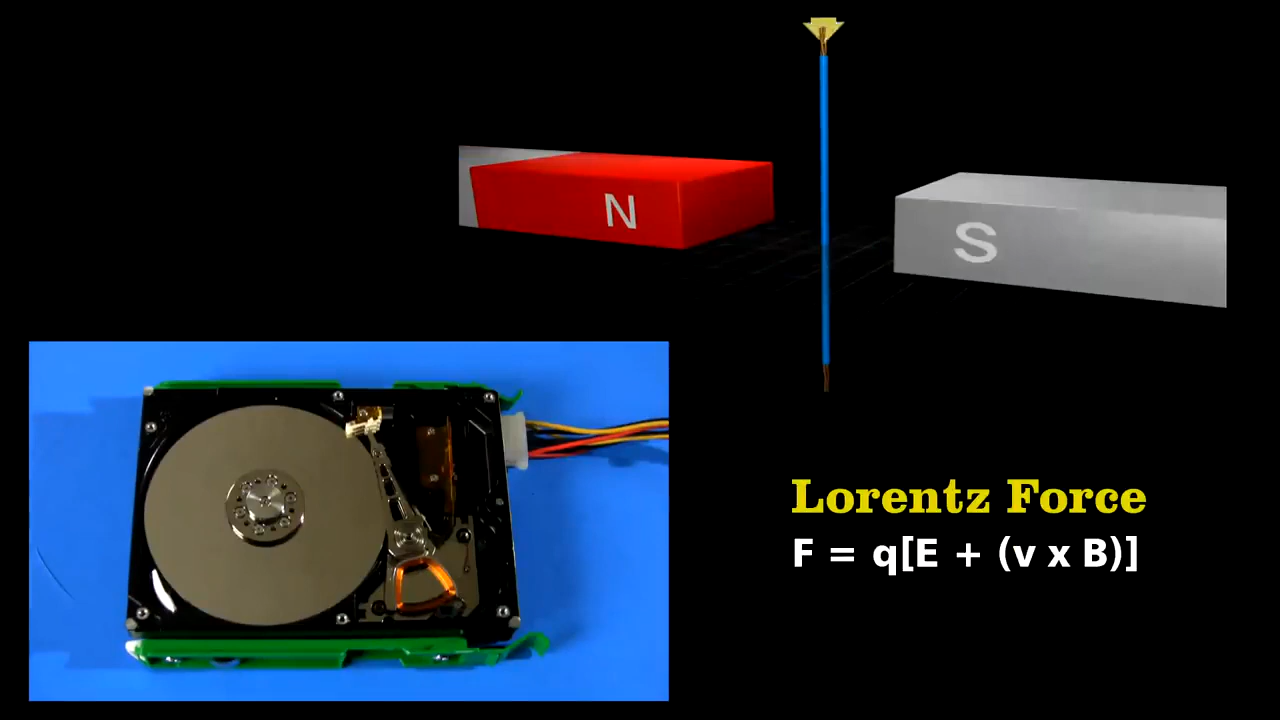 N
S
Lorentz Force
F = q[E + (v x B)]